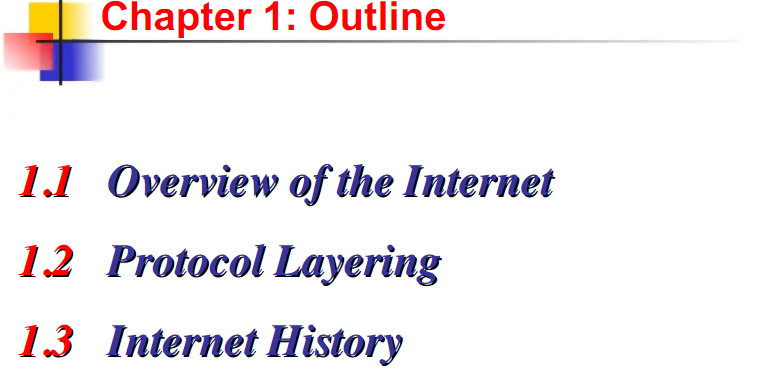 Chapter 1: Outline
1.1 Overview of the Internet
1.2 Protocol Layering
1.3 Internet History